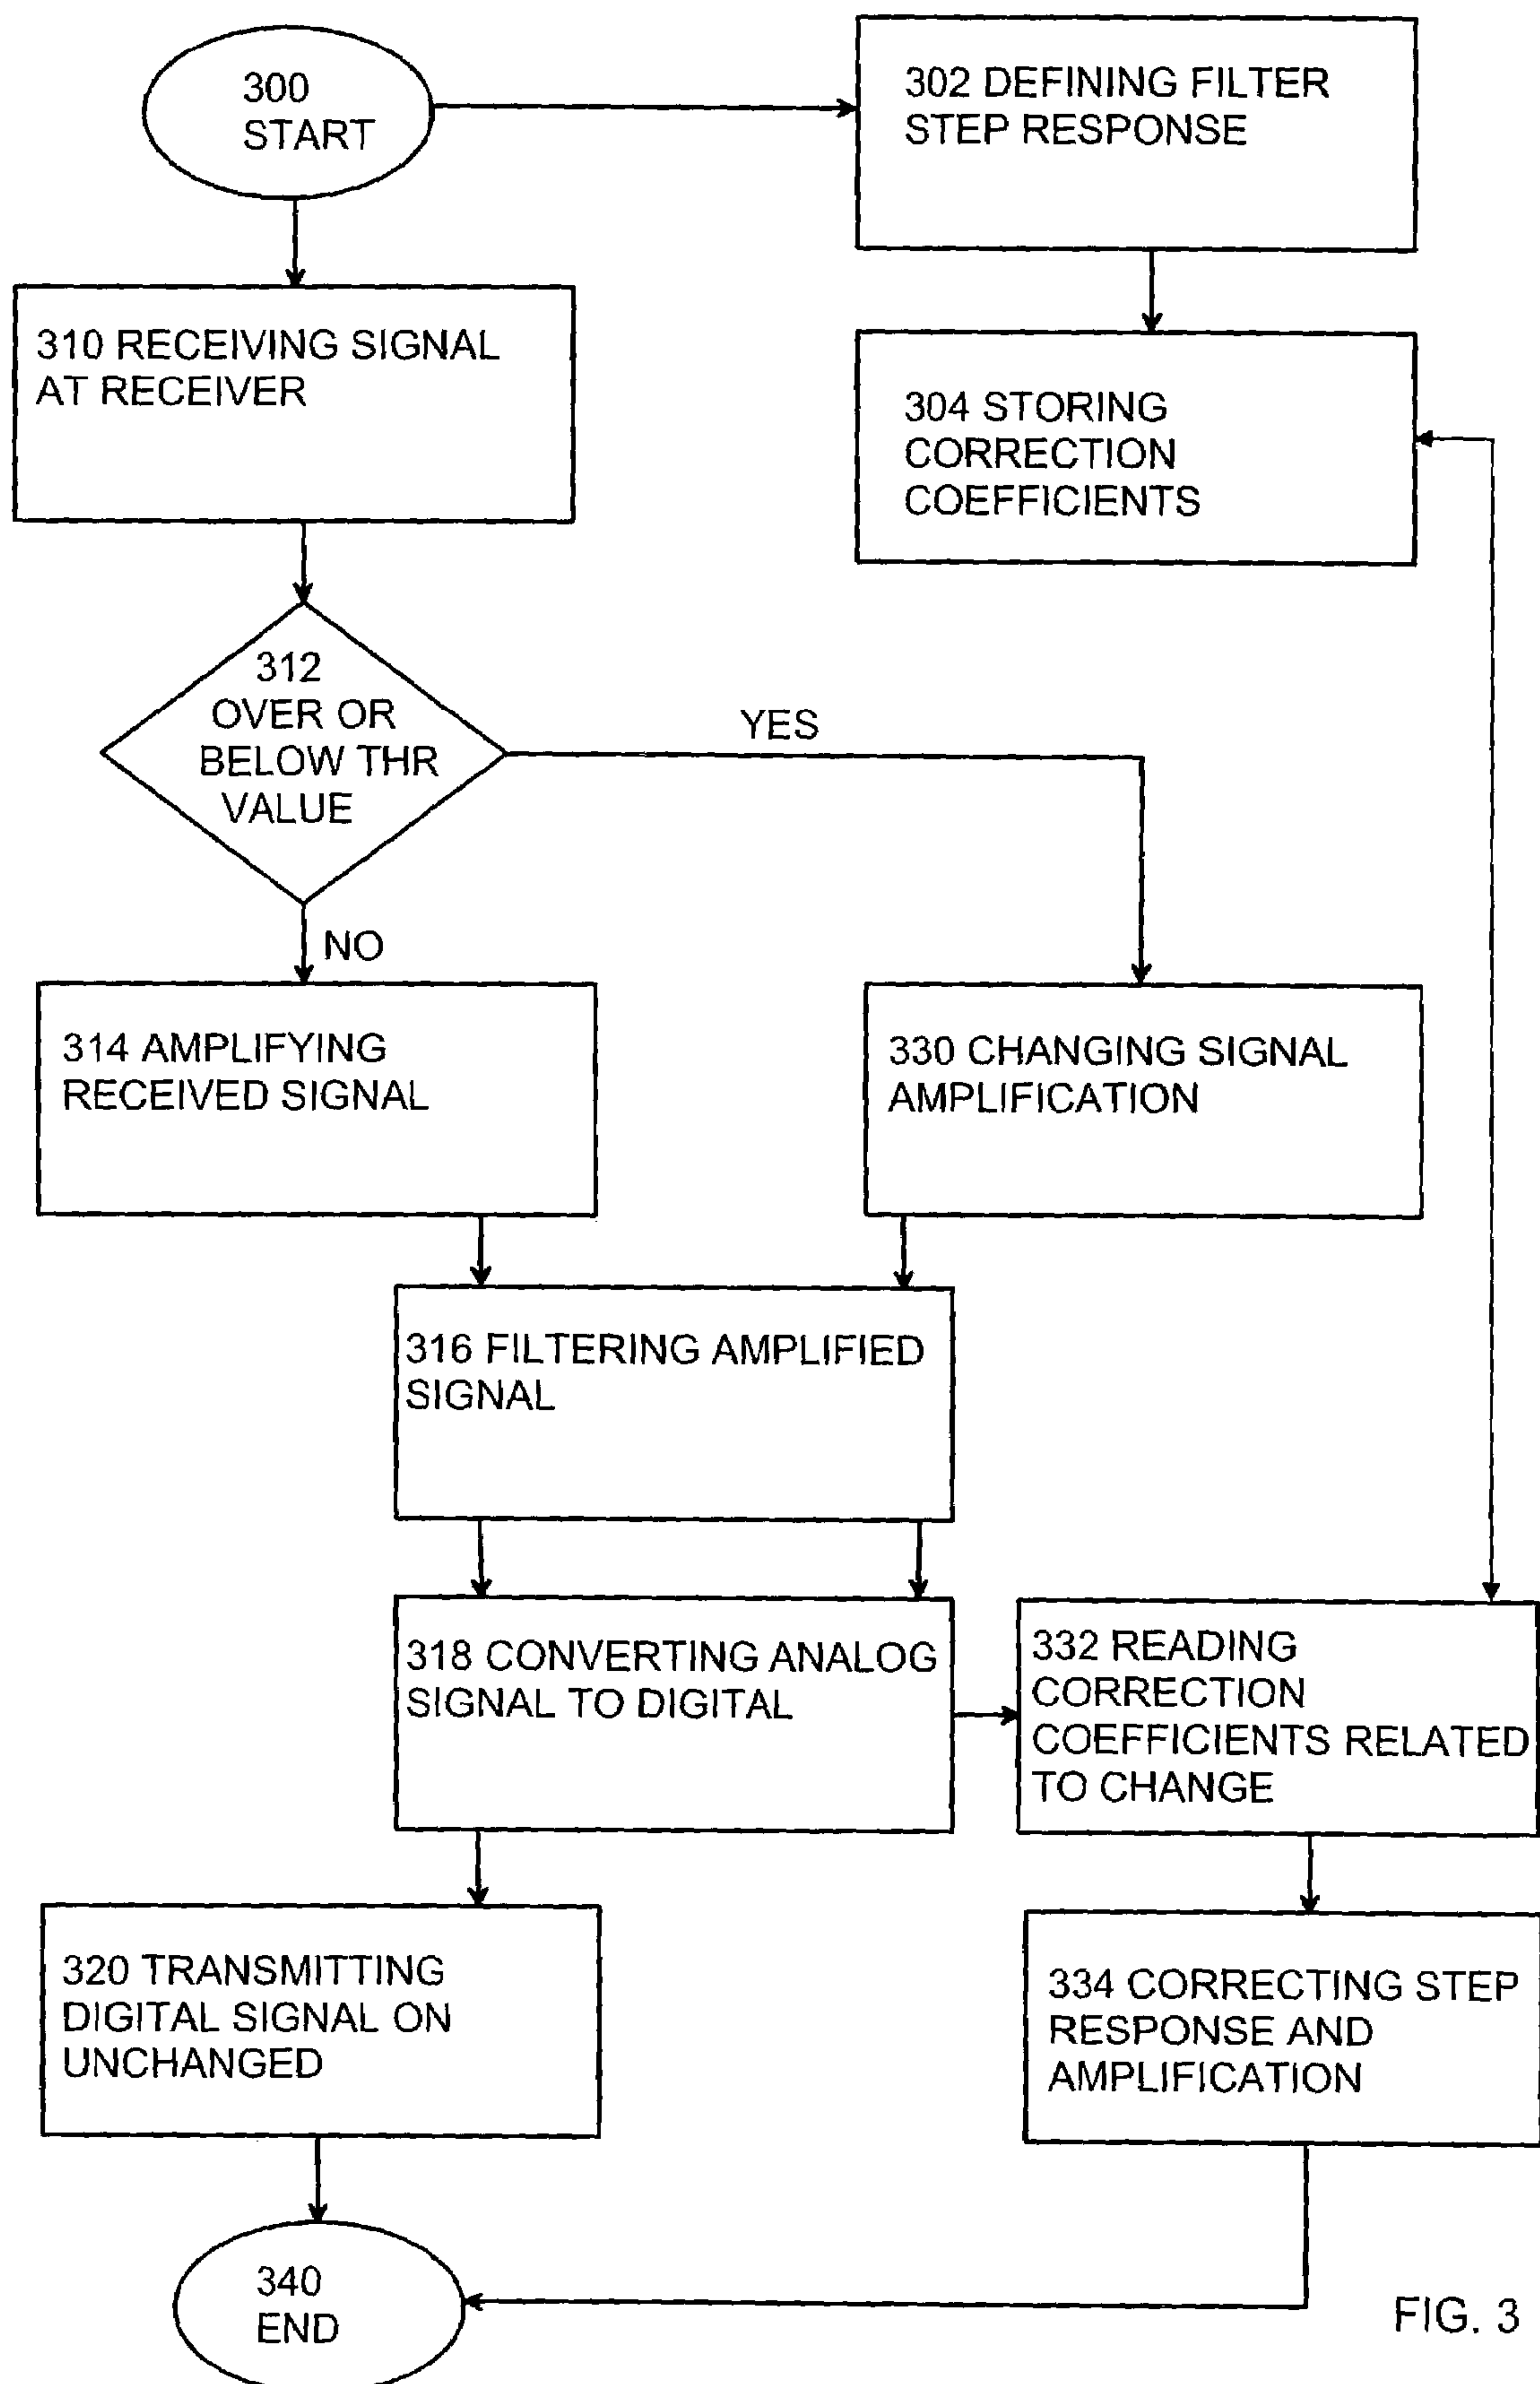 300
START
302 DEFINING FILTER
STEP RESPONSE
310 RECEIVING SIGNAL
AT RECEIVER
304 STORING
CORRECTION
COEFFICIENTS
312
OVER OR
BELOW THR
VALUE
YES
NO
314 AMPLIFYING
RECEIVED SIGNAL
330 CHANGING SIGNAL
AMPLIFICATION
316 FILTERING AMPLIFIED
SIGNAL
318 CONVERTING ANALOG
SIGNAL TO DIGITAL
332 READING
CORRECTION
COEFFICIENTS RELATED
TO CHANGE
320 TRANSMITTING
DIGITAL SIGNAL ON
UNCHANGED
334 CORRECTING STEP
RESPONSE AND
AMPLIFICATION
340
END
FIG. 3